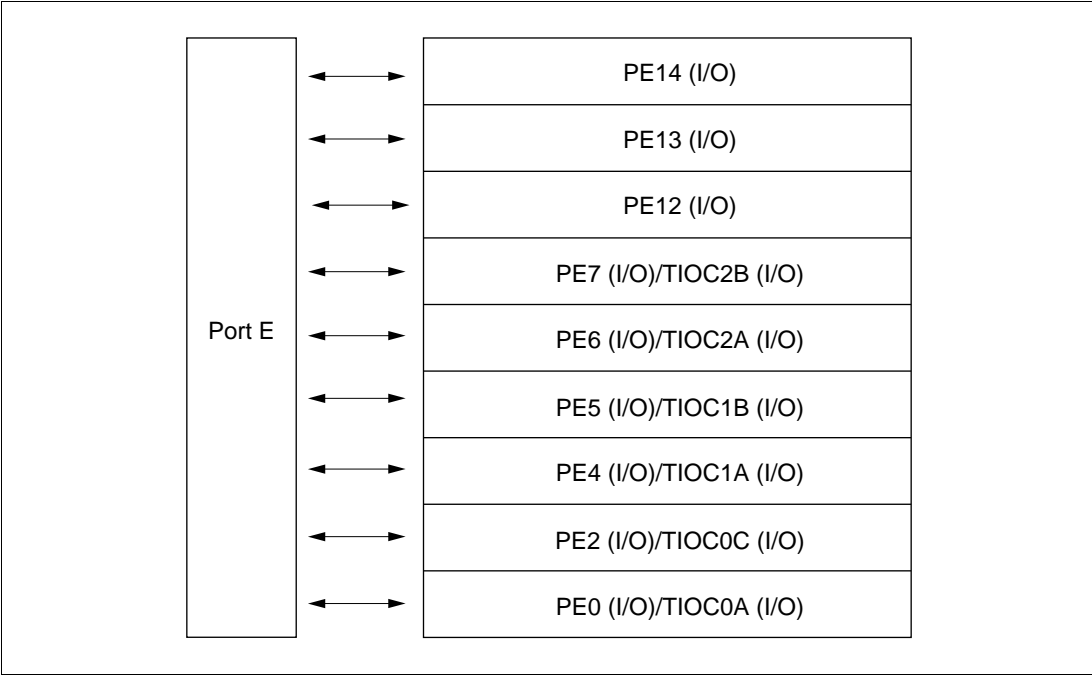 PE14 (I/O)
PE13 (I/O)
PE12 (I/O)
PE7 (I/O)/TIOC2B (I/O)
Port E
PE6 (I/O)/TIOC2A (I/O)
PE5 (I/O)/TIOC1B (I/O)
PE4 (I/O)/TIOC1A (I/O)
PE2 (I/O)/TIOC0C (I/O)
PE0 (I/O)/TIOC0A (I/O)